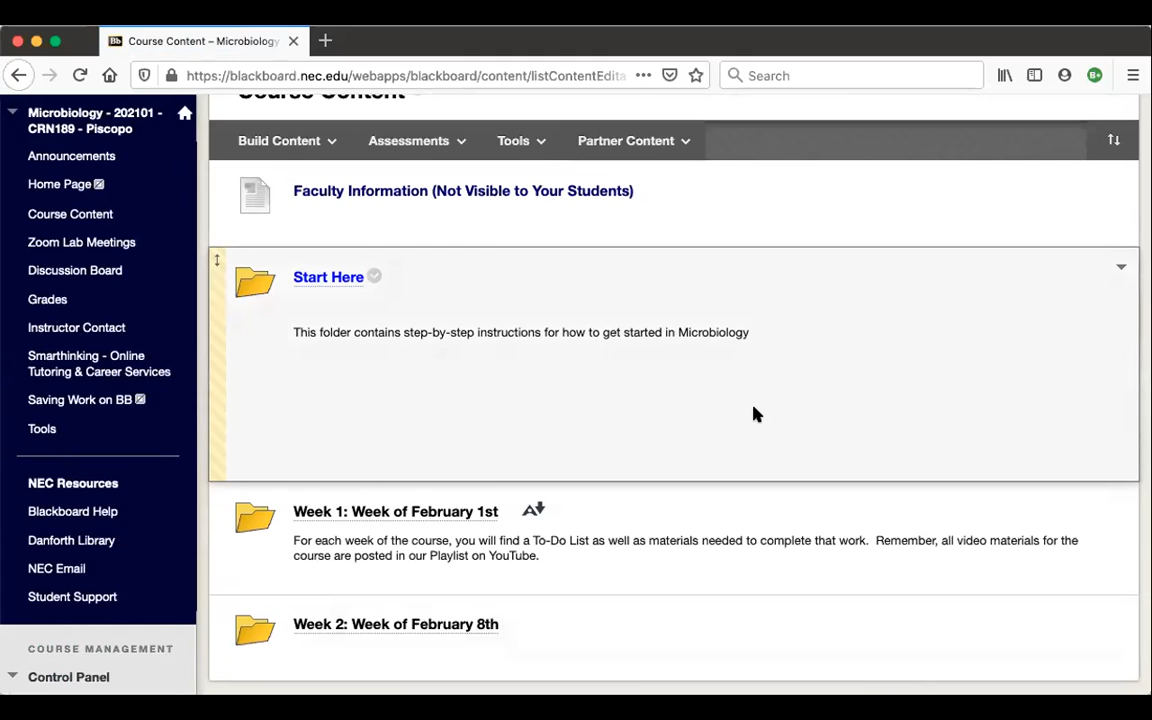 Bb Course Content – Microbiology
https://blackboard.nec.edu/webapps/blackboard/content/listContentEdita
Search
Microbiology - 202101 -
CRN189 - Piscopo
Announcements
Home Page
Course Content
Zoom Lab Meetings
Discussion Board
Grades
Instructor Contact
Smarthinking - Online
Tutoring & Career Services
Saving Work on BB
Tools
NEC Resources
Blackboard Help
Danforth Library
NEC Email
Student Support
COURSE MANAGEMENT
Control Panel
Course Content
Build Content
Assessments
Tools
Partner Content
Faculty Information (Not Visible to Your Students)
Start Here
This folder contains step-by-step instructions for how to get started in Microbiology
Week 1: Week of February 1st
For each week of the course, you will find a To-Do List as well as materials needed to complete that work. Remember, all video materials for the
course are posted in our Playlist on YouTube.
Week 2: Week of February 8th